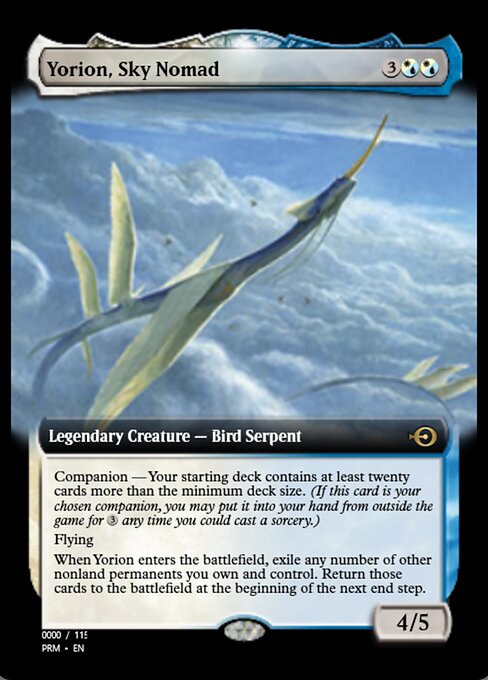 Yorion, Sky Nomad 3
Legendary Creature — Bird Serpent
Companion — Your starting deck contains at least twenty
cards more than the minimum deck size. (If this card is your
chosen companion, you may put it into your hand from outside
the game for 3 any time you could cast a sorcery.)
Flying
When Yorion enters the battlefield, exile any number of other
nonland permanents you own and control. Return those
cards to the battlefield at the beginning of the next end step.
4/5
0000 / 115
PRM • EN